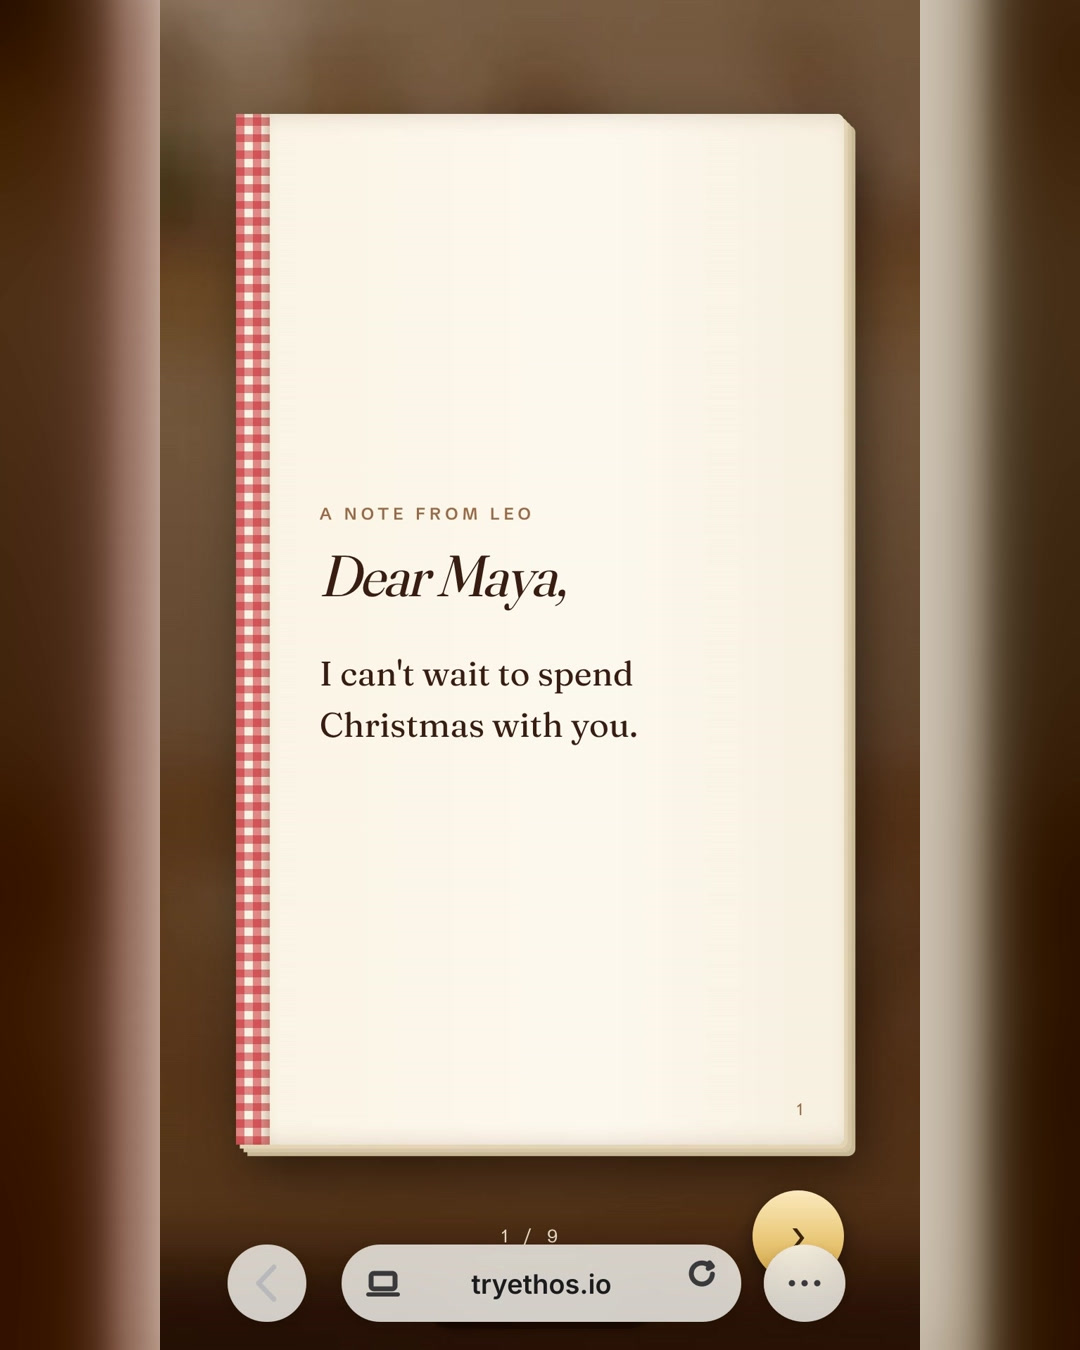 A NOTE FROM LEO
Dear Maya,
I can't wait to spend
Christmas with you.
1
1 / 9
›
tryethos.io